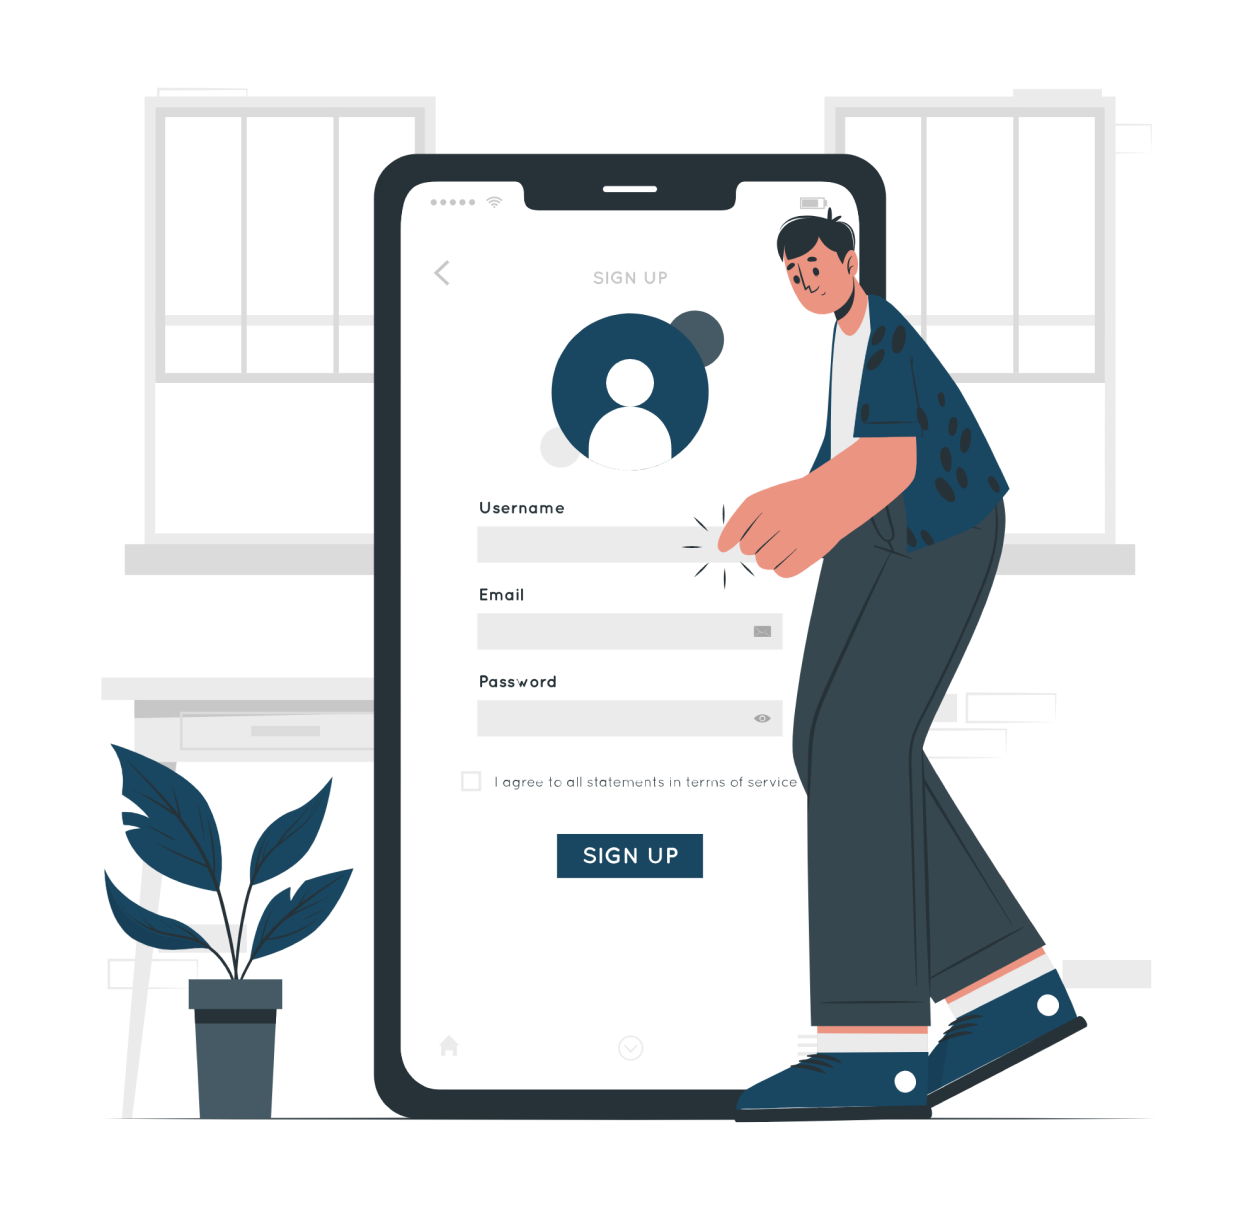 SIGN UP
Username
Email
Password
I agree to all statements in terms of service
SIGN UP